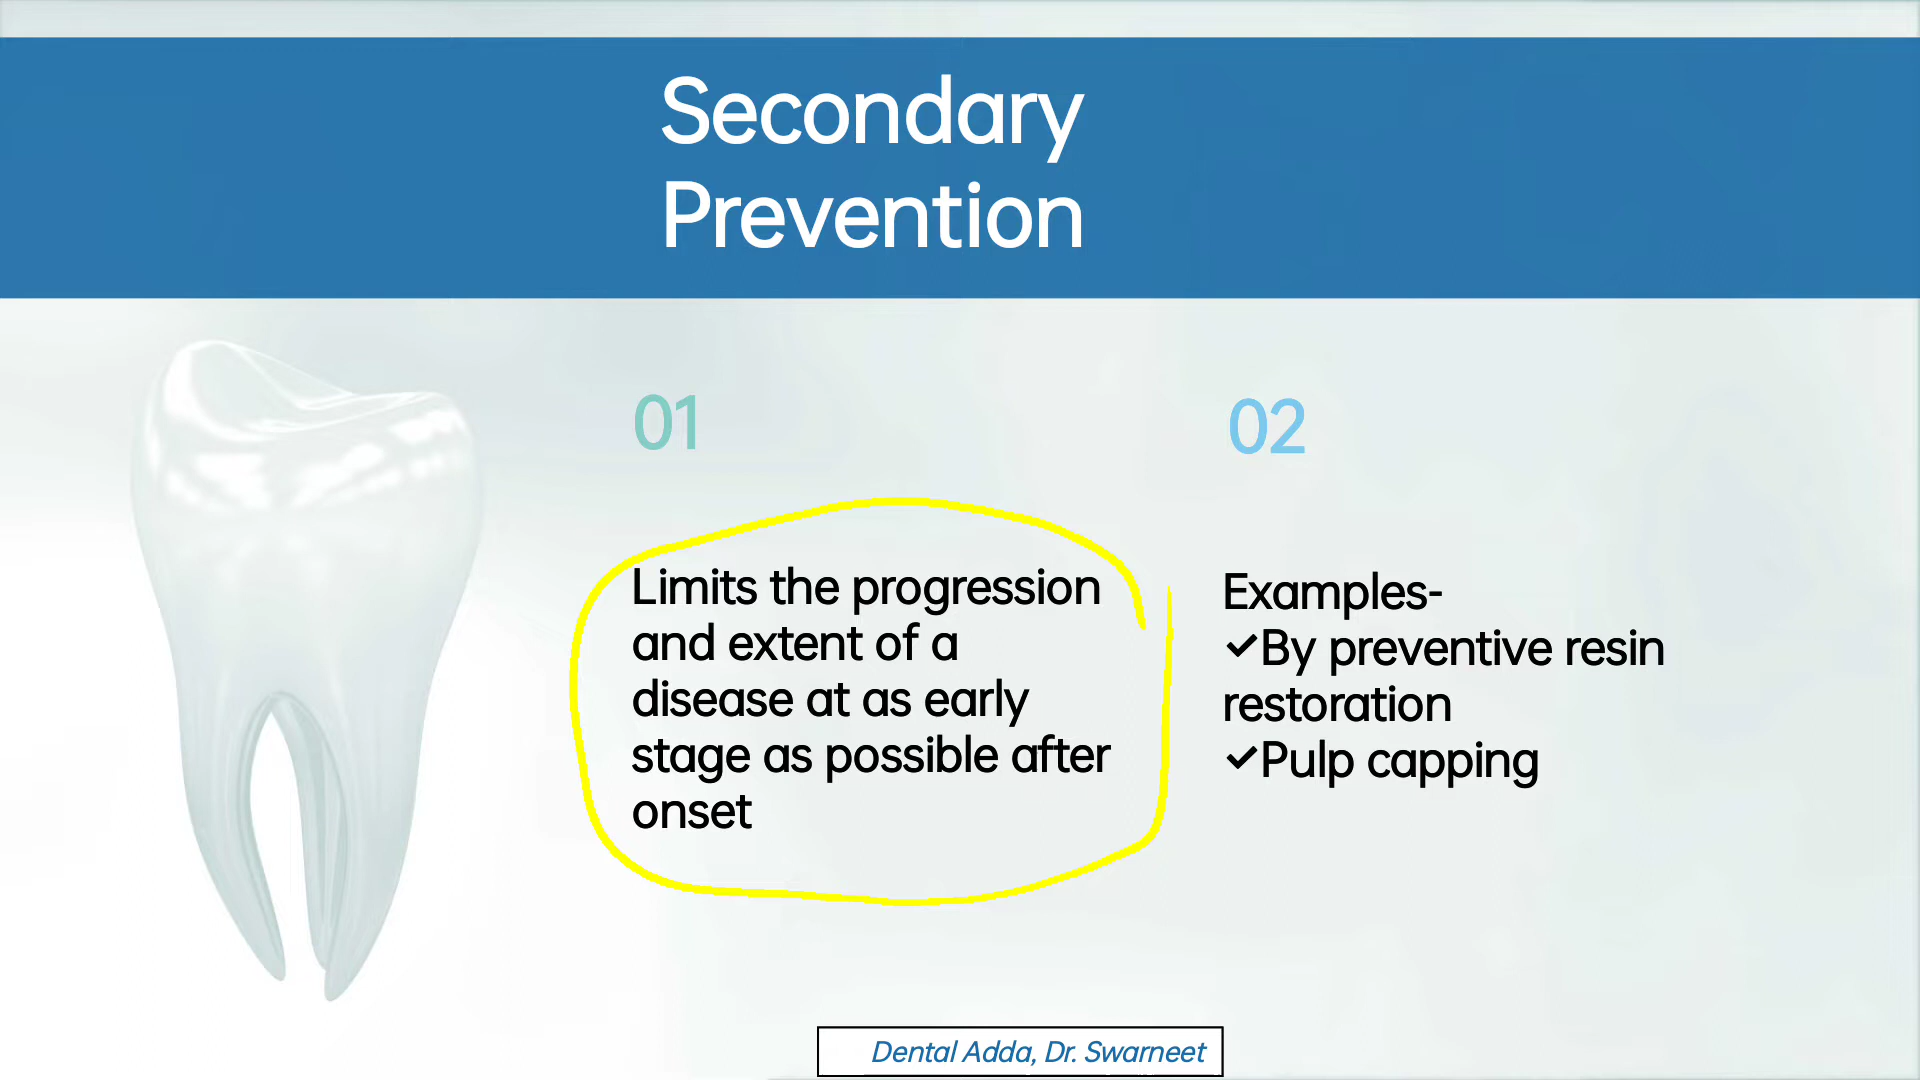 Secondary
Prevention
01
Limits the progression
and extent of a
disease at as early
stage as possible after
onset
02
Examples-
✓By preventive resin
restoration
✓Pulp capping
Dental Adda, Dr. Swarneet